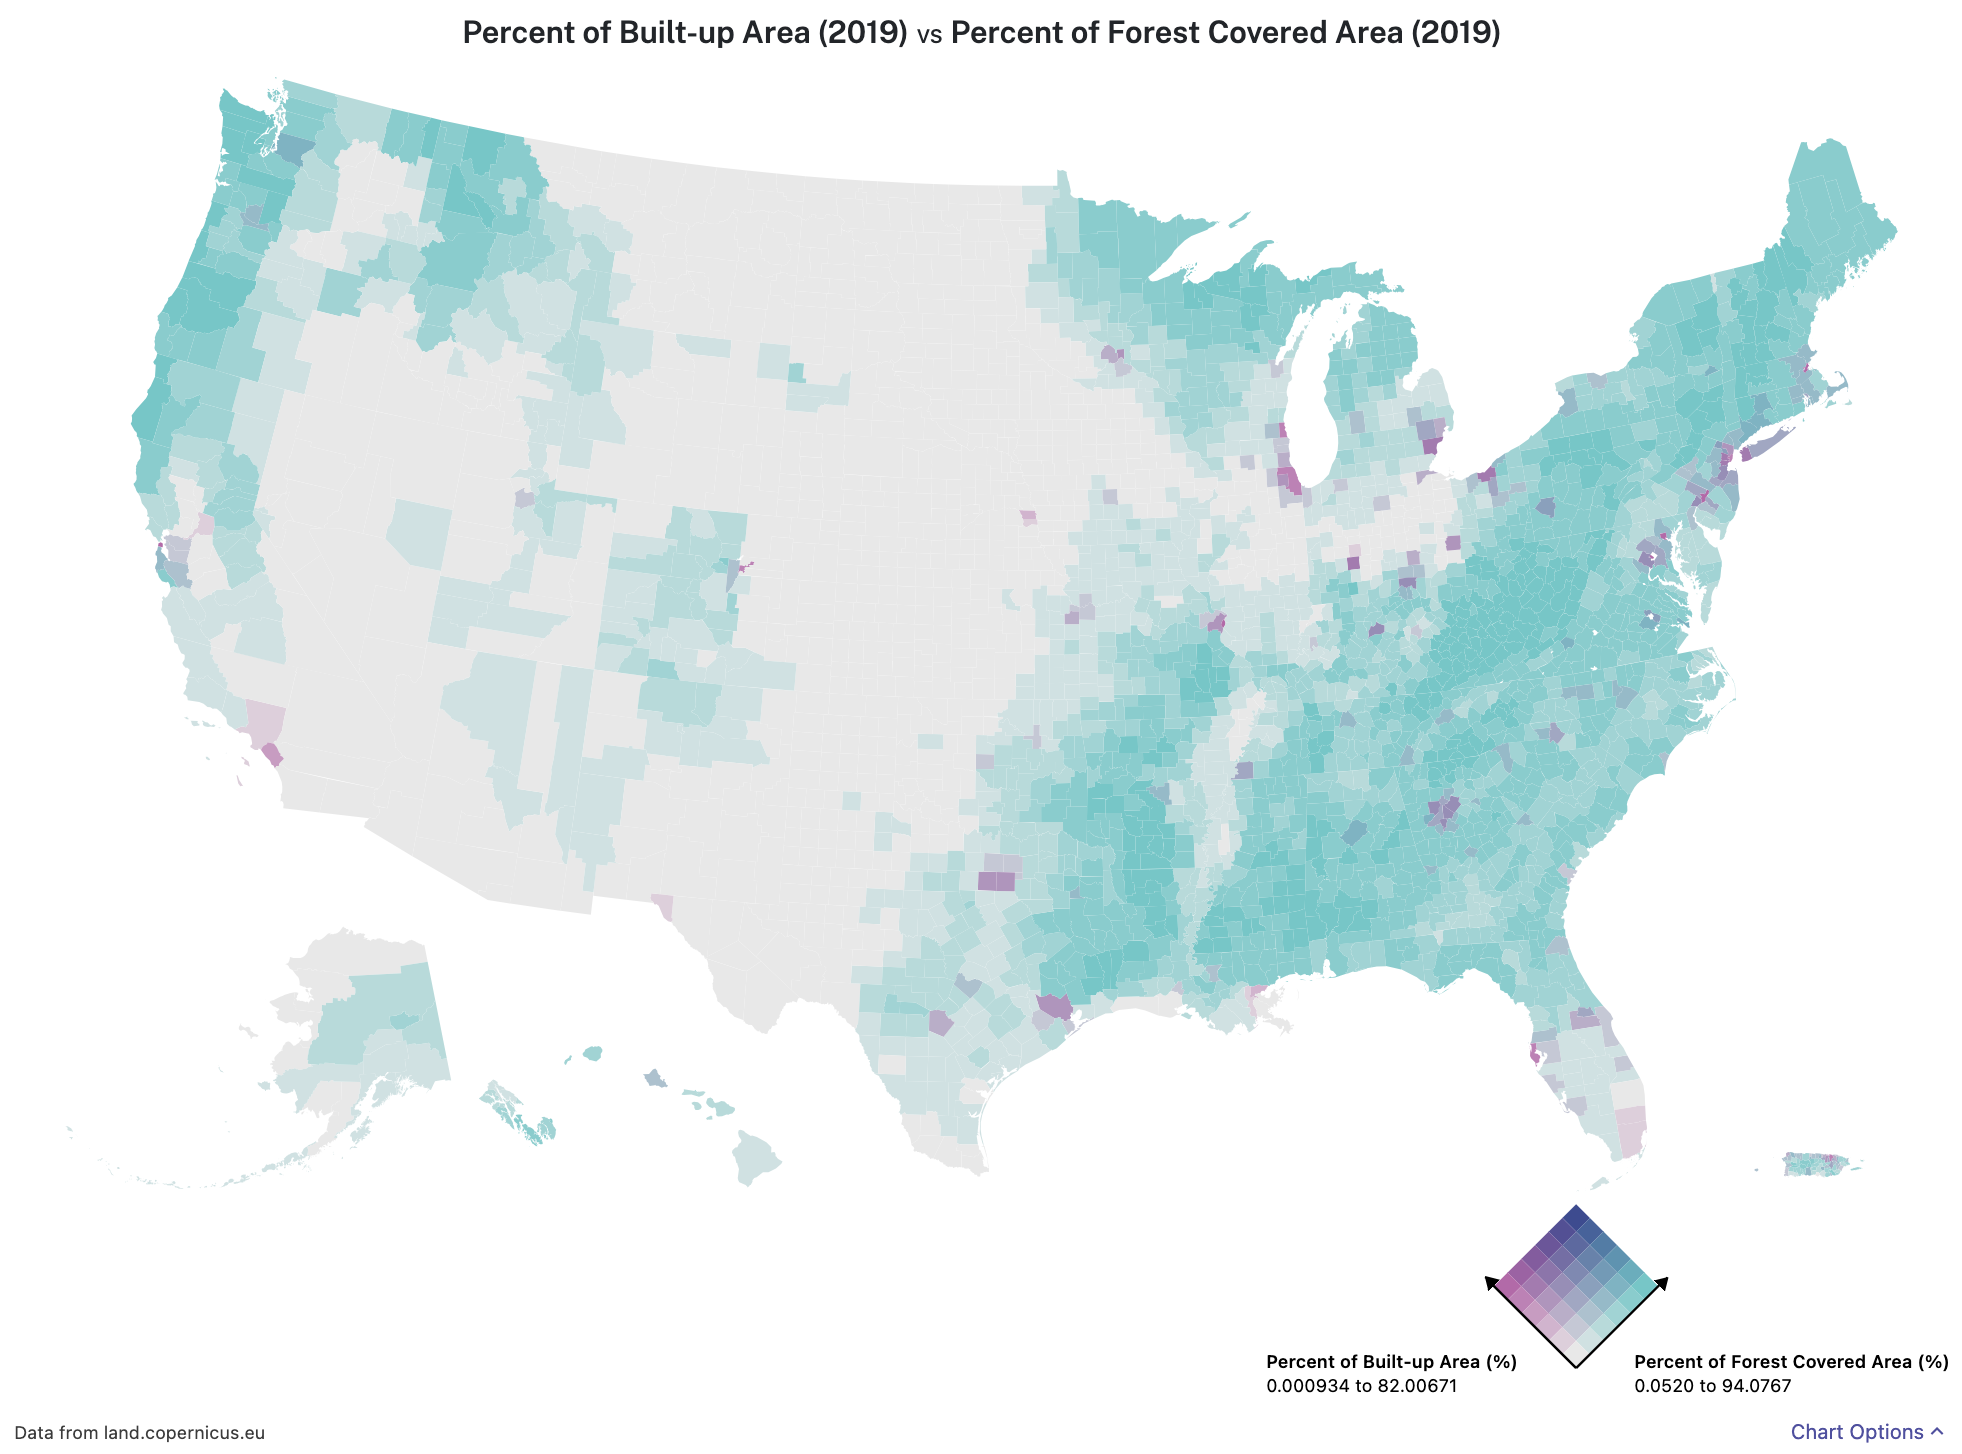 Percent of Built-up Area (2019) vs Percent of Forest Covered Area (2019)
Percent of Built-up Area (%)
0.000934 to 82.00671
Percent of Forest Covered Area (%)
0.0520 to 94.0767
Data from land.copernicus.eu
Chart Options